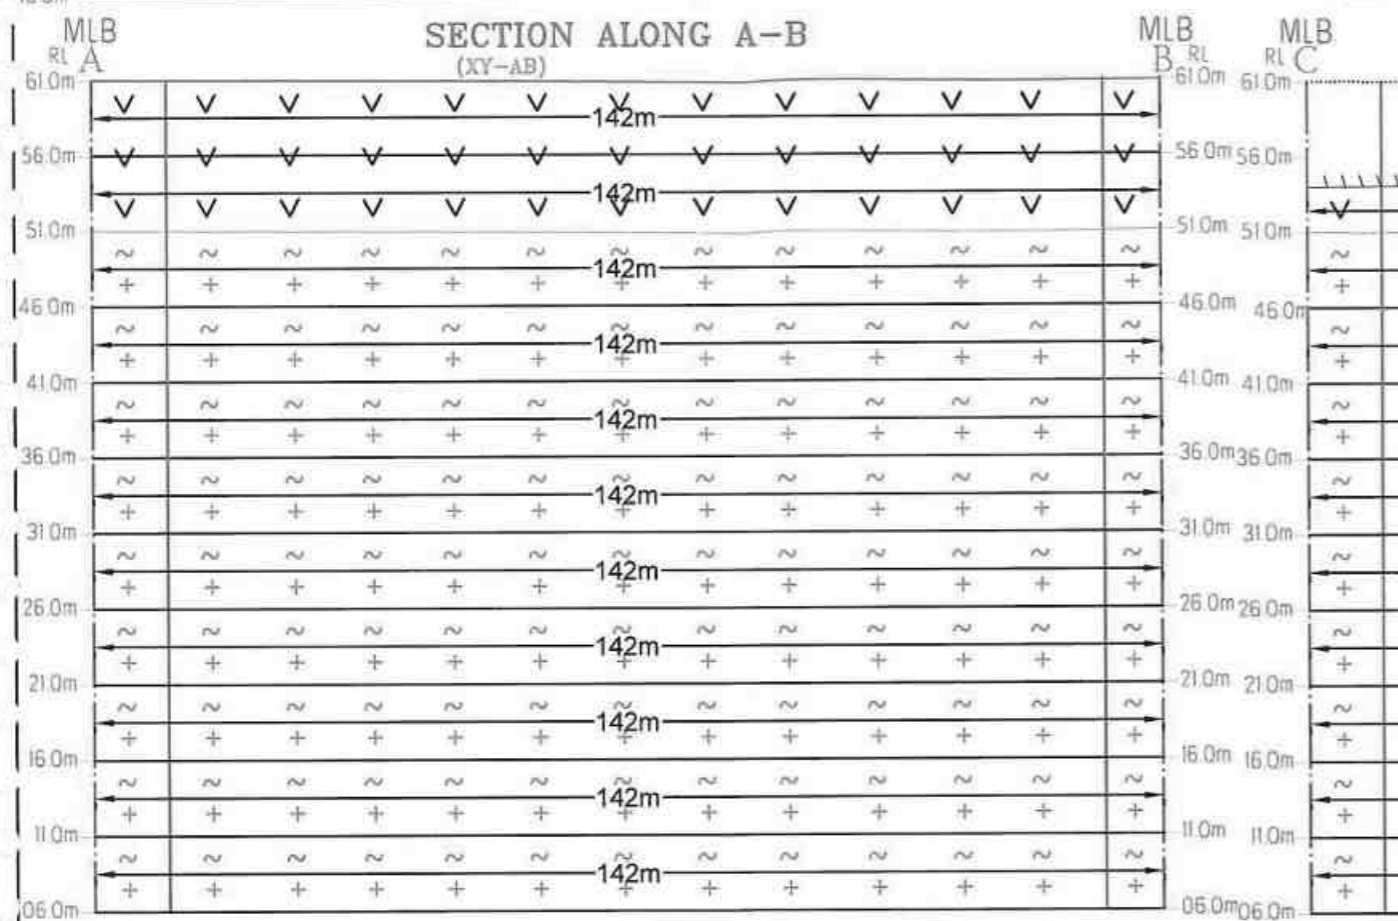 MLB SECTION ALONG A-B MLB MLB
RL A (XY-AB) B RL RL C
61.0m 61.0m 61.0m
142m
56.0m 56.0m 56.0m
142m
51.0m 51.0m 51.0m
142m
46.0m 46.0m 46.0m
142m
41.0m 41.0m 41.0m
142m
36.0m 36.0m 36.0m
142m
31.0m 31.0m 31.0m
142m
26.0m 26.0m 26.0m
142m
21.0m 21.0m 21.0m
142m
16.0m 16.0m 16.0m
142m
11.0m 11.0m 11.0m
142m
06.0m 06.0m 06.0m